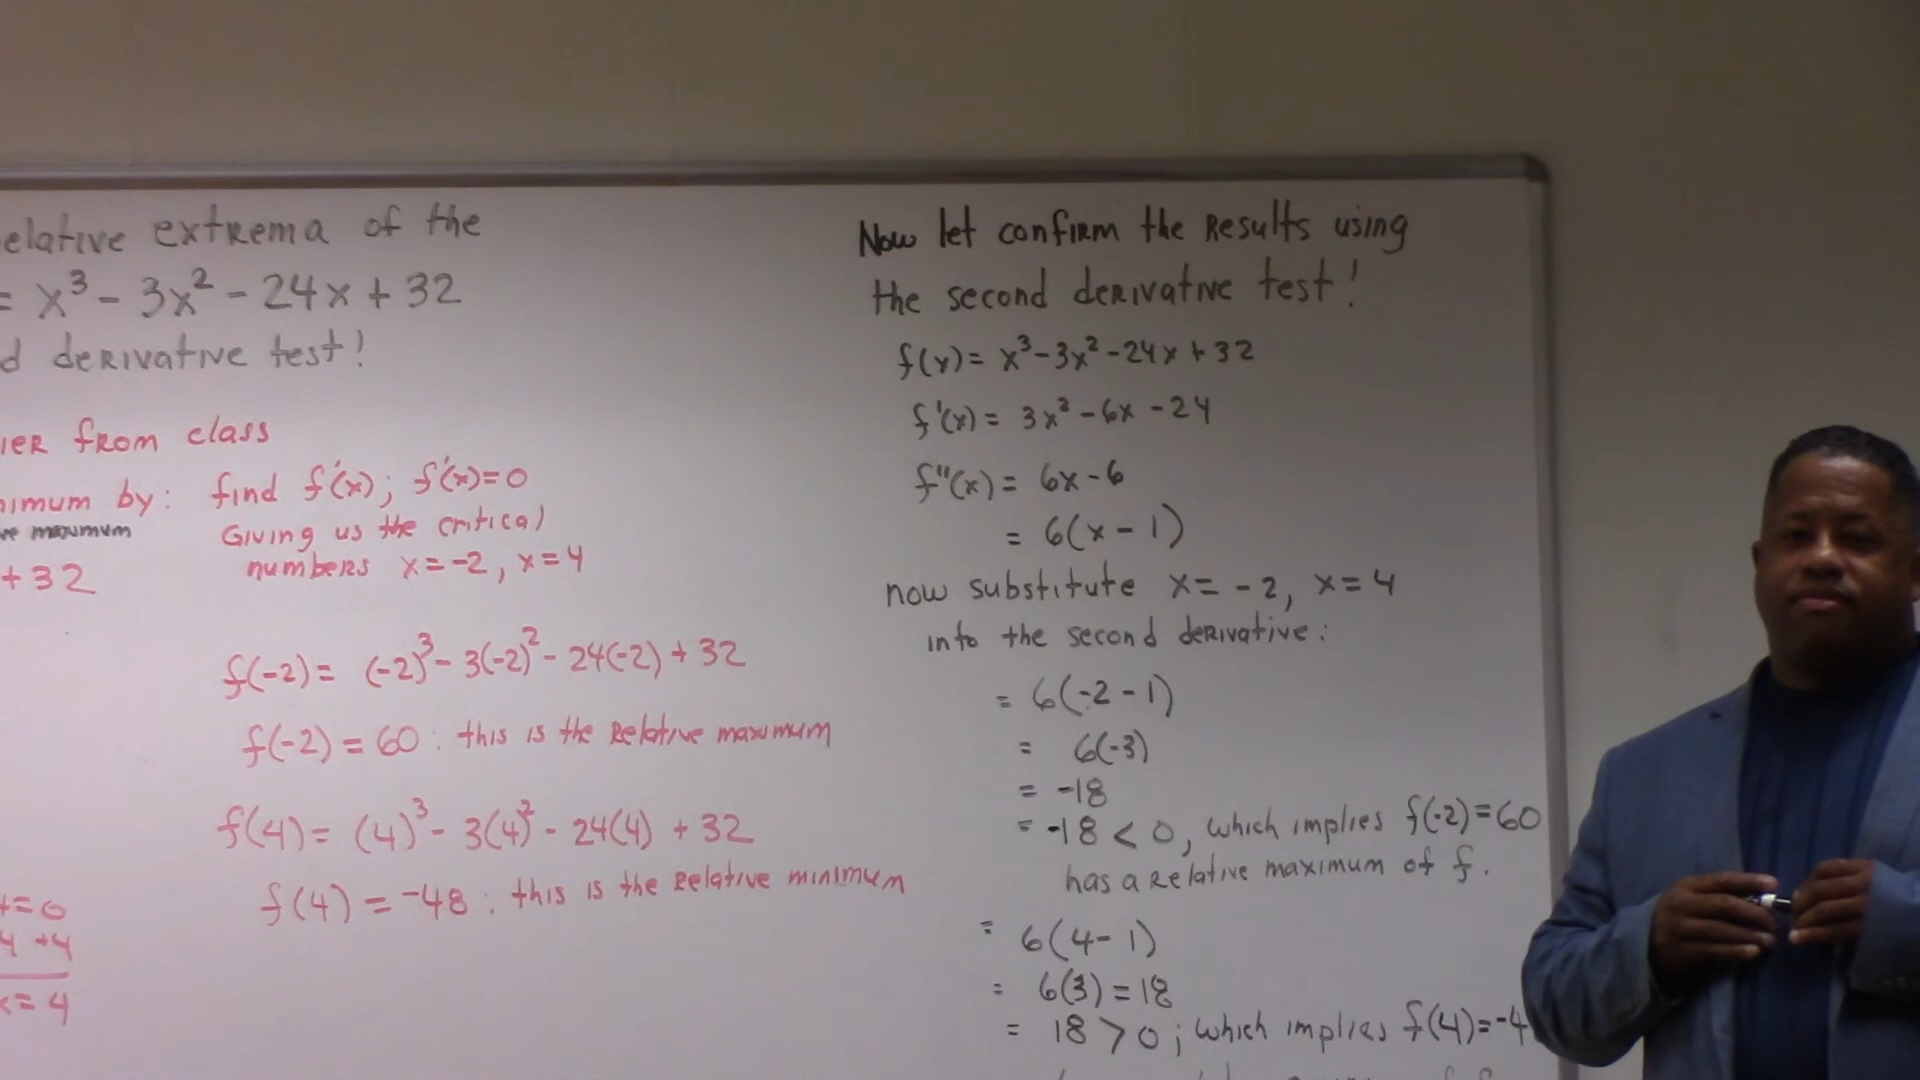 elative extrema of the
= x³ - 3x² - 24x + 32
d derivative test!
ier from class
nimum by: find f'(x); f'(x)=0
ve maximum
Giving us the critical
numbers x=-2, x=4
+32
f(-2) = (-2)³ - 3(-2)² - 24(-2) + 32
f(-2) = 60 : this is the relative maximum
f(4) = (4)³ - 3(4)² - 24(4) + 32
f(4) = -48 : this is the relative minimum
4 +4
x = 4
Now let confirm the results using
the second derivative test!
f(x) = x³ - 3x² - 24x + 32
f'(x) = 3x² - 6x - 24
f"(x) = 6x - 6
= 6(x - 1)
now substitute x = -2, x = 4
into the second derivative:
= 6(-2 - 1)
= 6(-3)
= -18
= -18 < 0, which implies f(-2)=60
has a relative maximum of f.
= 6(4 - 1)
= 6(3) = 18
= 18 > 0; which implies f(4)=-4